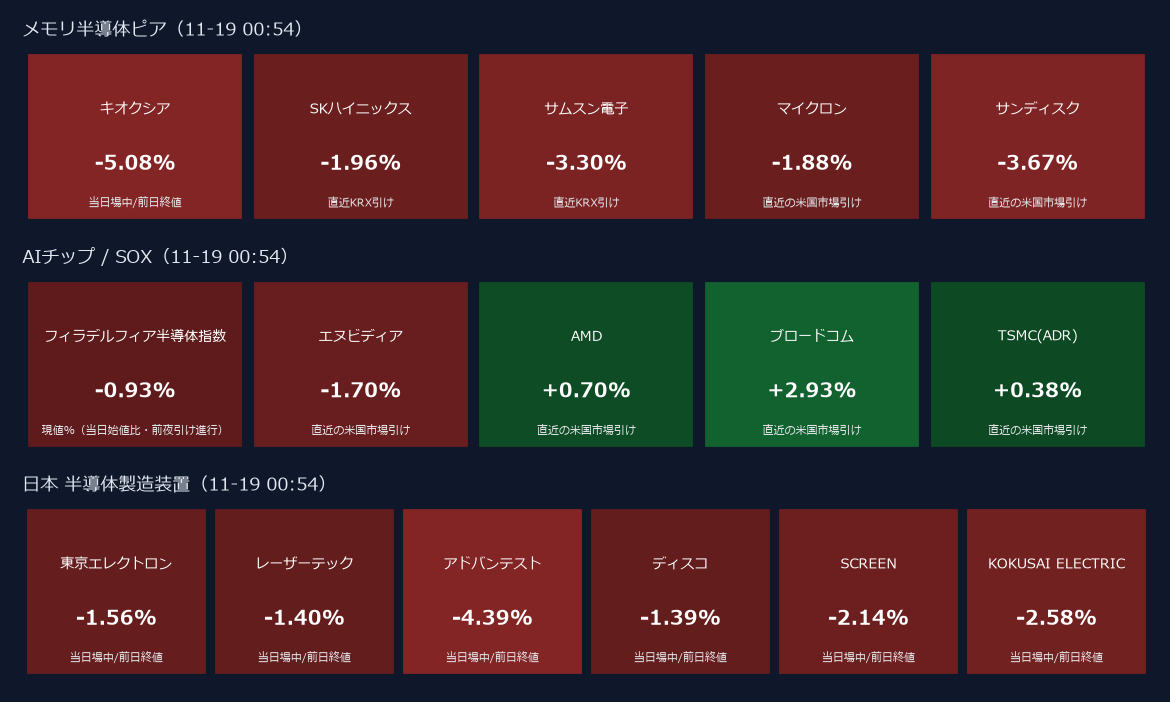 メモリ半導体ピア（11-19 00:54）
キオクシア
-5.08%
当日場中/前日終値
SKハイニックス
-1.96%
直近KRX引け
サムスン電子
-3.30%
直近KRX引け
マイクロン
-1.88%
直近の米国市場引け
サンディスク
-3.67%
直近の米国市場引け
AIチップ / SOX（11-19 00:54）
フィラデルフィア半導体指数
-0.93%
現値%（当日始値比・前夜引け進行）
エヌビディア
-1.70%
直近の米国市場引け
AMD
+0.70%
直近の米国市場引け
ブロードコム
+2.93%
直近の米国市場引け
TSMC(ADR)
+0.38%
直近の米国市場引け
日本 半導体製造装置（11-19 00:54）
東京エレクトロン
-1.56%
当日場中/前日終値
レーザーテック
-1.40%
当日場中/前日終値
アドバンテスト
-4.39%
当日場中/前日終値
ディスコ
-1.39%
当日場中/前日終値
SCREEN
-2.14%
当日場中/前日終値
KOKUSAI ELECTRIC
-2.58%
当日場中/前日終値